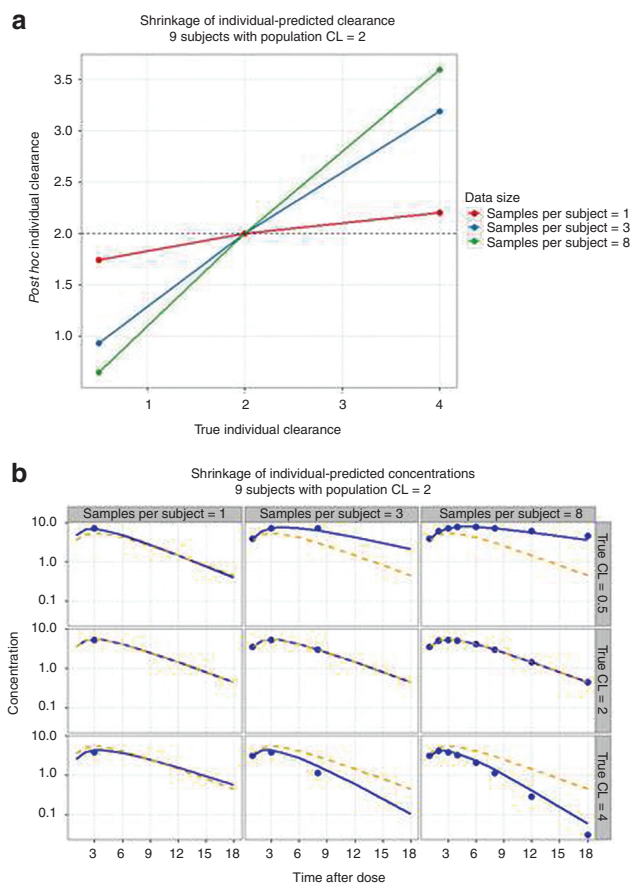 a
Shrinkage of individual-predicted clearance
9 subjects with population CL = 2
3.5
3.0
2.5
2.0
1.5
1.0
Post hoc individual clearance
1
2
3
4
True individual clearance
Data size
Samples per subject = 1
Samples per subject = 3
Samples per subject = 8
b
Shrinkage of individual-predicted concentrations
9 subjects with population CL = 2
Samples per subject = 1
Samples per subject = 3
Samples per subject = 8
10.0
1.0
0.1
True CL = 0.5
10.0
1.0
0.1
True CL = 2
10.0
1.0
0.1
True CL = 4
Concentration
3 6 9 12 15 18
3 6 9 12 15 18
3 6 9 12 15 18
Time after dose